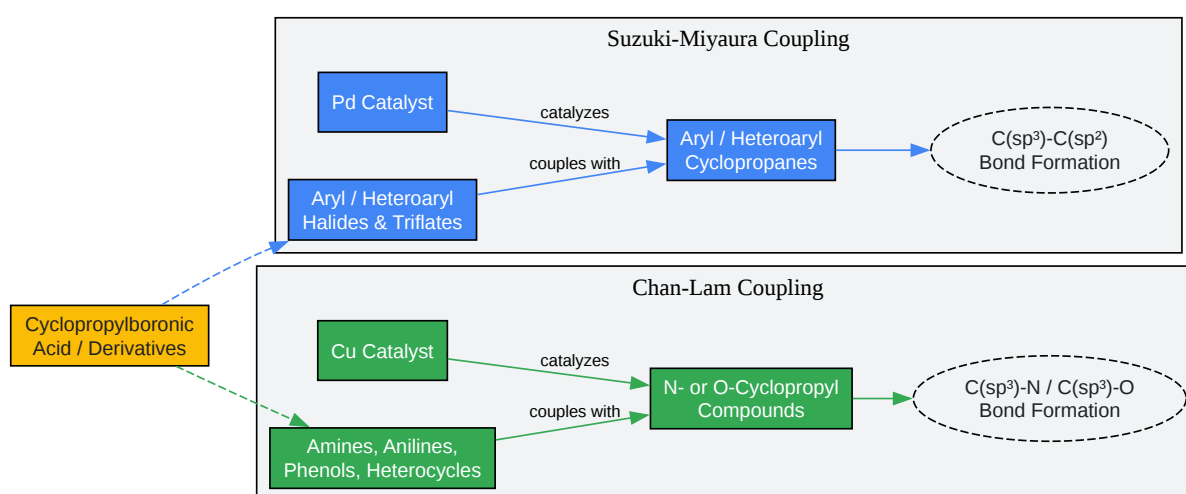 Suzuki-Miyaura Coupling
Pd Catalyst
catalyzes
Aryl / Heteroaryl
Cyclopropanes
C(sp³)-C(sp²)
Bond Formation
couples with
Aryl / Heteroaryl
Halides & Triflates
Cyclopropylboronic
Acid / Derivatives
Chan-Lam Coupling
Cu Catalyst
catalyzes
N- or O-Cyclopropyl
Compounds
C(sp³)-N / C(sp³)-O
Bond Formation
couples with
Amines, Anilines,
Phenols, Heterocycles